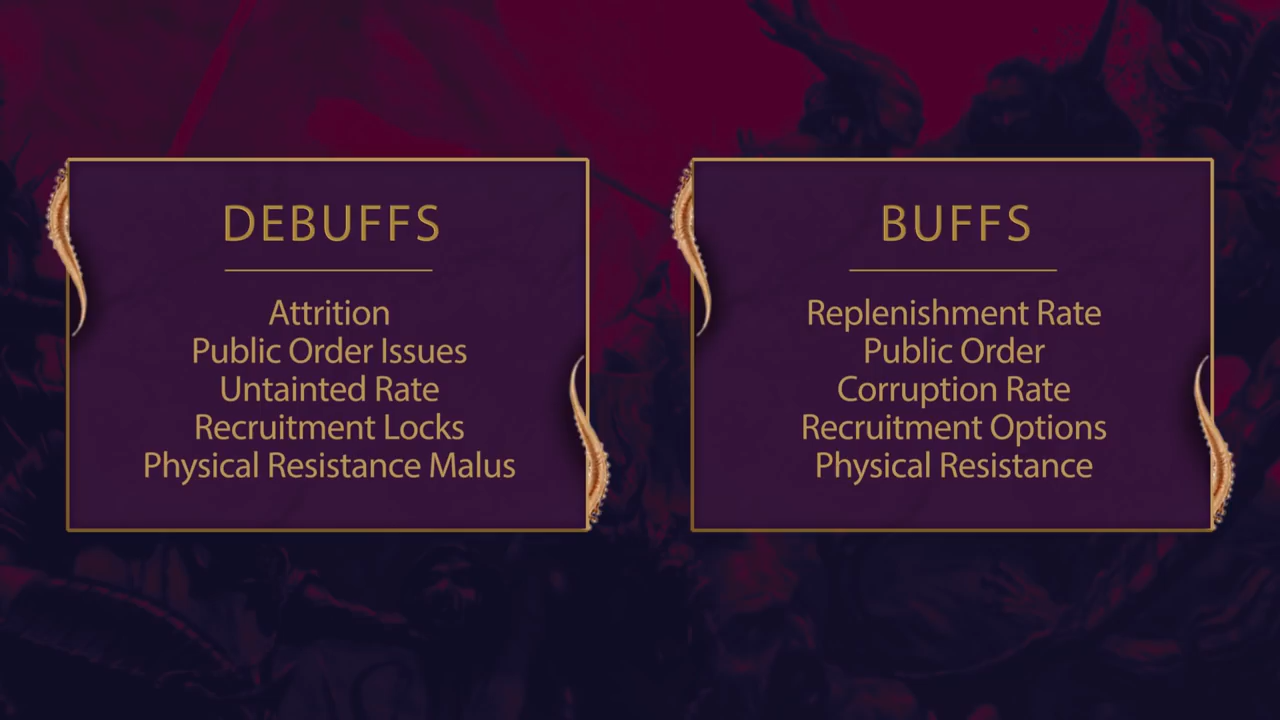 DEBUFFS
Attrition
Public Order Issues
Untainted Rate
Recruitment Locks
Physical Resistance Malus
BUFFS
Replenishment Rate
Public Order
Corruption Rate
Recruitment Options
Physical Resistance